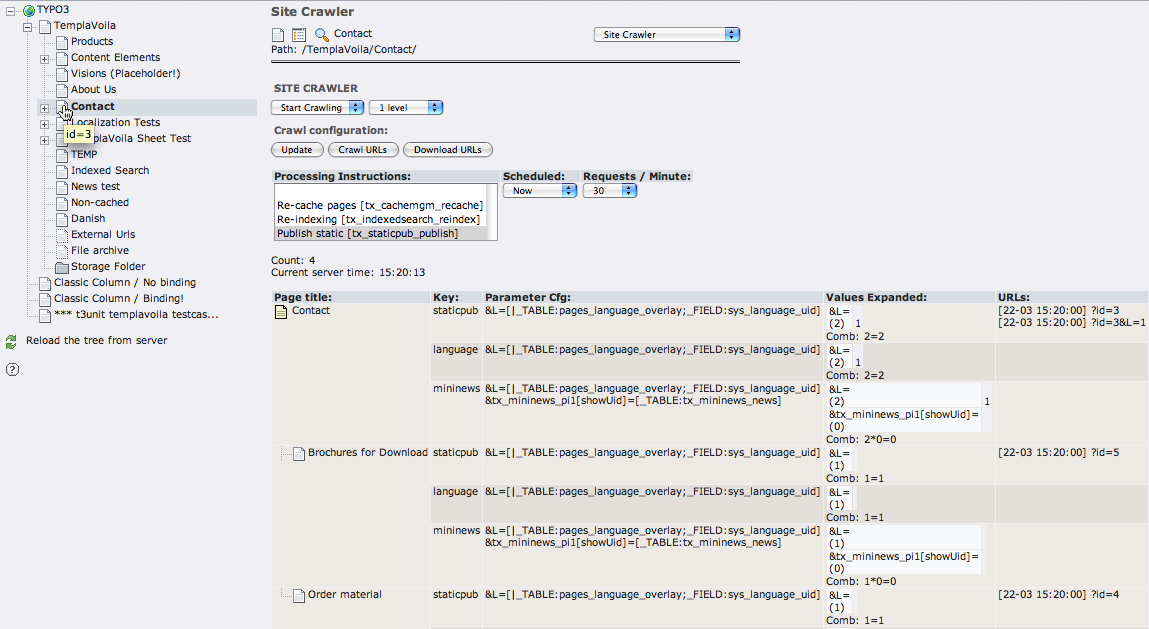 TYPO3
TemplaVoila
Products
Content Elements
Visions (Placeholder!)
About Us
Contact
Localization Tests
id=3
plaVoila Sheet Test
TEMP
Indexed Search
News test
Non-cached
Danish
External Urls
File archive
Storage Folder
Classic Column / No binding
Classic Column / Binding!
*** t3unit templavoila testcas...
Reload the tree from server
?
Site Crawler
Contact
Site Crawler
Path: /TemplaVoila/Contact/
SITE CRAWLER
Start Crawling 1 level
Crawl configuration:
Update Crawl URLs Download URLs
Processing Instructions: Scheduled: Requests / Minute:
Now 30
Re-cache pages [tx_cachemgm_recache]
Re-indexing [tx_indexedsearch_reindex]
Publish static [tx_staticpub_publish]
Count: 4
Current server time: 15:20:13
Page title: Key: Parameter Cfg: Values Expanded: URLs:
Contact staticpub &L=[|_TABLE:pages_language_overlay;_FIELD:sys_language_uid] &L= [22-03 15:20:00] ?id=3
(2) 1 [22-03 15:20:00] ?id=3&L=1
Comb: 2=2
language &L=[|_TABLE:pages_language_overlay;_FIELD:sys_language_uid] &L=
(2) 1
Comb: 2=2
mininews &L=[|_TABLE:pages_language_overlay;_FIELD:sys_language_uid] &L=
&tx_mininews_pi1[showUid]=[_TABLE:tx_mininews_news] (2) 1
&tx_mininews_pi1[showUid]=
(0)
Comb: 2*0=0
Brochures for Download staticpub &L=[|_TABLE:pages_language_overlay;_FIELD:sys_language_uid] &L= [22-03 15:20:00] ?id=5
(1)
Comb: 1=1
language &L=[|_TABLE:pages_language_overlay;_FIELD:sys_language_uid] &L=
(1)
Comb: 1=1
mininews &L=[|_TABLE:pages_language_overlay;_FIELD:sys_language_uid] &L=
&tx_mininews_pi1[showUid]=[_TABLE:tx_mininews_news] (1)
&tx_mininews_pi1[showUid]=
(0)
Comb: 1*0=0
Order material staticpub &L=[|_TABLE:pages_language_overlay;_FIELD:sys_language_uid] &L= [22-03 15:20:00] ?id=4
(1)
Comb: 1=1